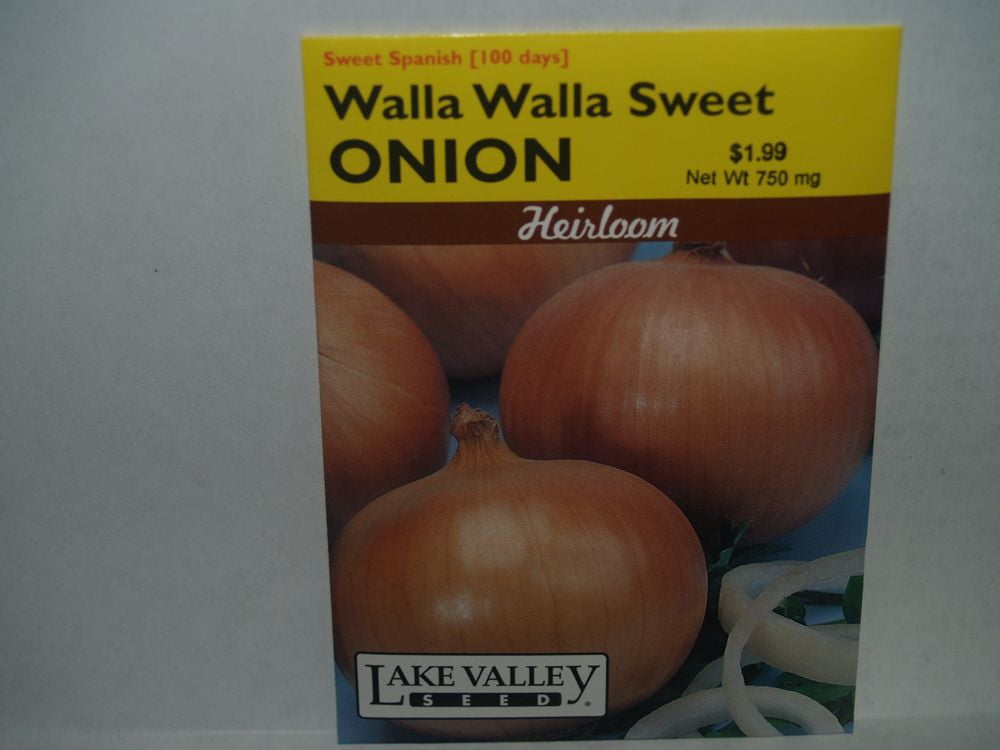 Sweet Spanish [100 days]
Walla Walla Sweet
ONION
$1.99
Net Wt 750 mg
Heirloom
LAKE VALLEY
SEED